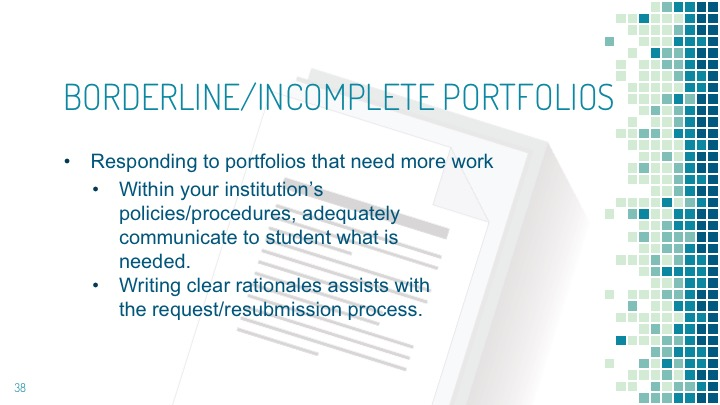 BORDERLINE/INCOMPLETE PORTFOLIOS
• Responding to portfolios that need more work
• Within your institution’s
policies/procedures, adequately
communicate to student what is
needed.
• Writing clear rationales assists with
the request/resubmission process.
38